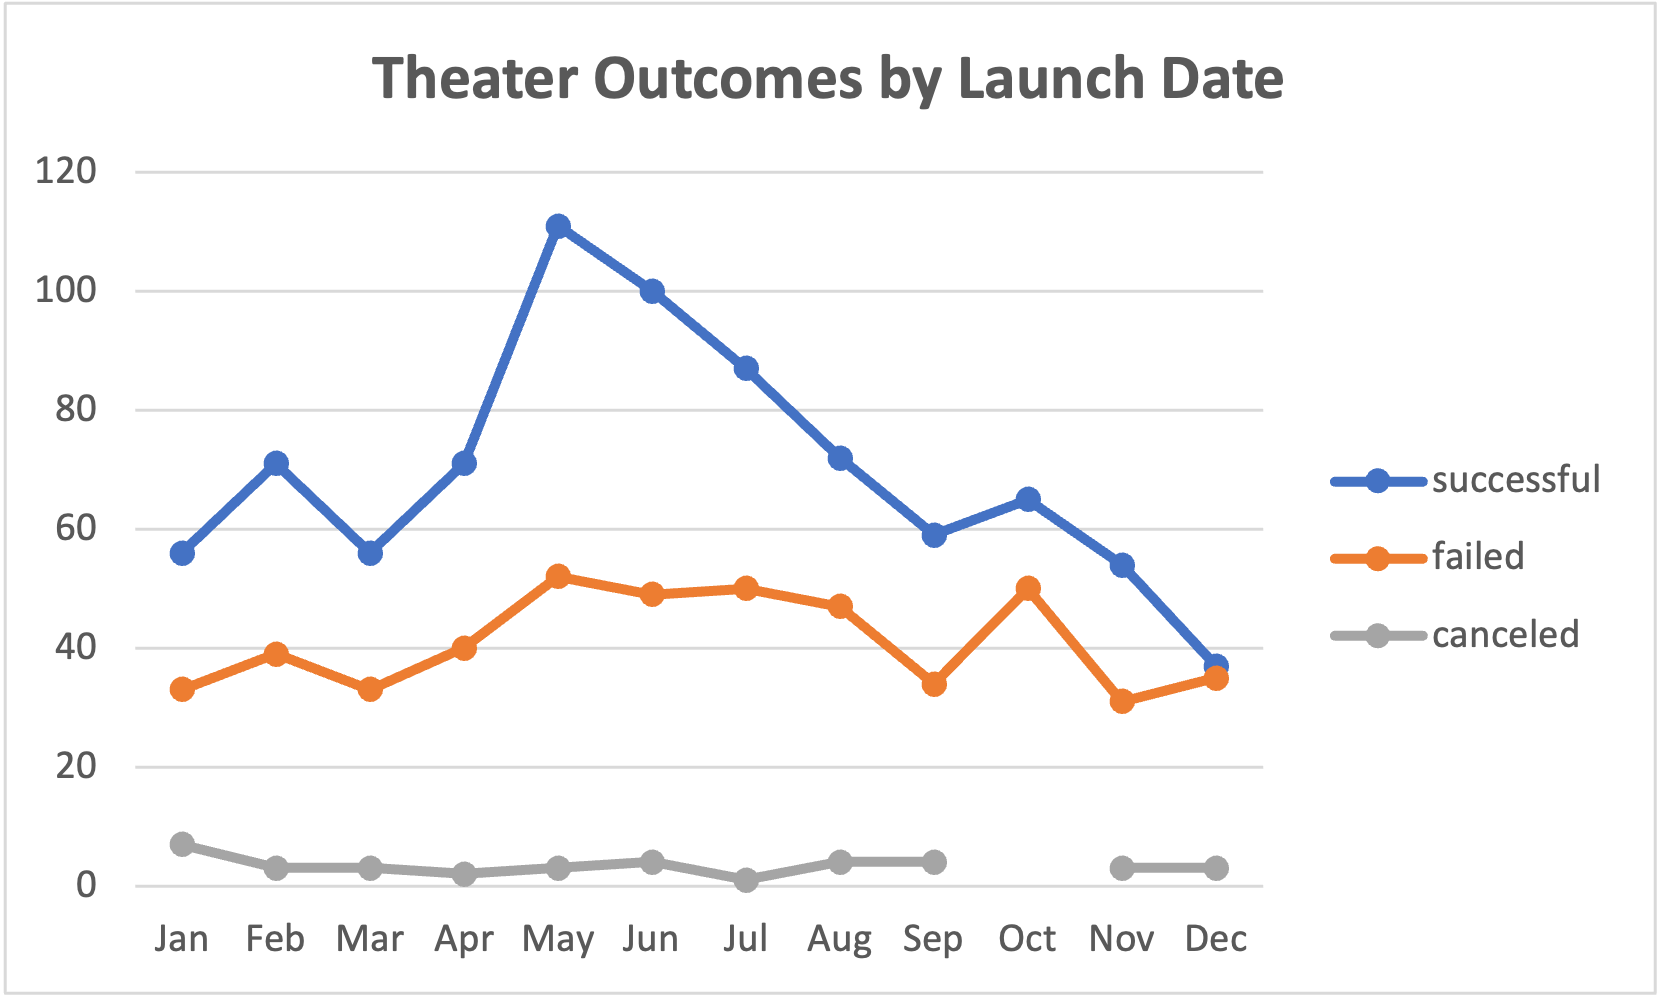 Theater Outcomes by Launch Date
120
100
80
60
40
20
0
Jan Feb Mar Apr May Jun Jul Aug Sep Oct Nov Dec
successful
failed
canceled